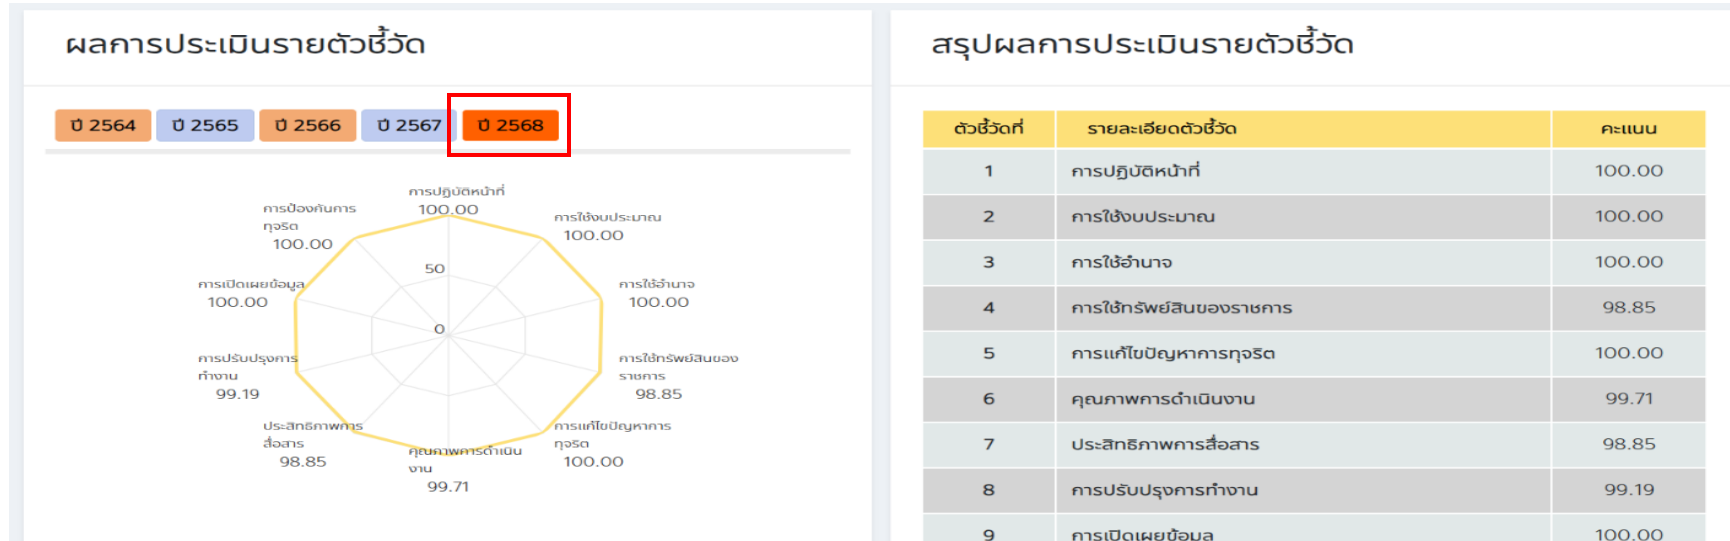 ผลการประเมินรายตัวชี้วัด
ปี 2564 ปี 2565 ปี 2566 ปี 2567 ปี 2568
การปฏิบัติหน้าที่
100.00
การป้องกันการ
ทุจริต
100.00
การใช้งบประมาณ
100.00
50
การเปิดเผยข้อมูล
100.00
การใช้อำนาจ
100.00
0
การปรับปรุงการ
ทำงาน
99.19
การใช้ทรัพย์สินของ
ราชการ
98.85
ประสิทธิภาพการ
สื่อสาร
98.85
คุณภาพการดำเนิน
งาน
99.71
การแก้ไขปัญหาการ
ทุจริต
100.00
สรุปผลการประเมินรายตัวชี้วัด
ตัวชี้วัดที่ รายละเอียดตัวชี้วัด คะแนน
1 การปฏิบัติหน้าที่ 100.00
2 การใช้งบประมาณ 100.00
3 การใช้อำนาจ 100.00
4 การใช้ทรัพย์สินของราชการ 98.85
5 การแก้ไขปัญหาการทุจริต 100.00
6 คุณภาพการดำเนินงาน 99.71
7 ประสิทธิภาพการสื่อสาร 98.85
8 การปรับปรุงการทำงาน 99.19
9 การเปิดเผยข้อมูล 100.00